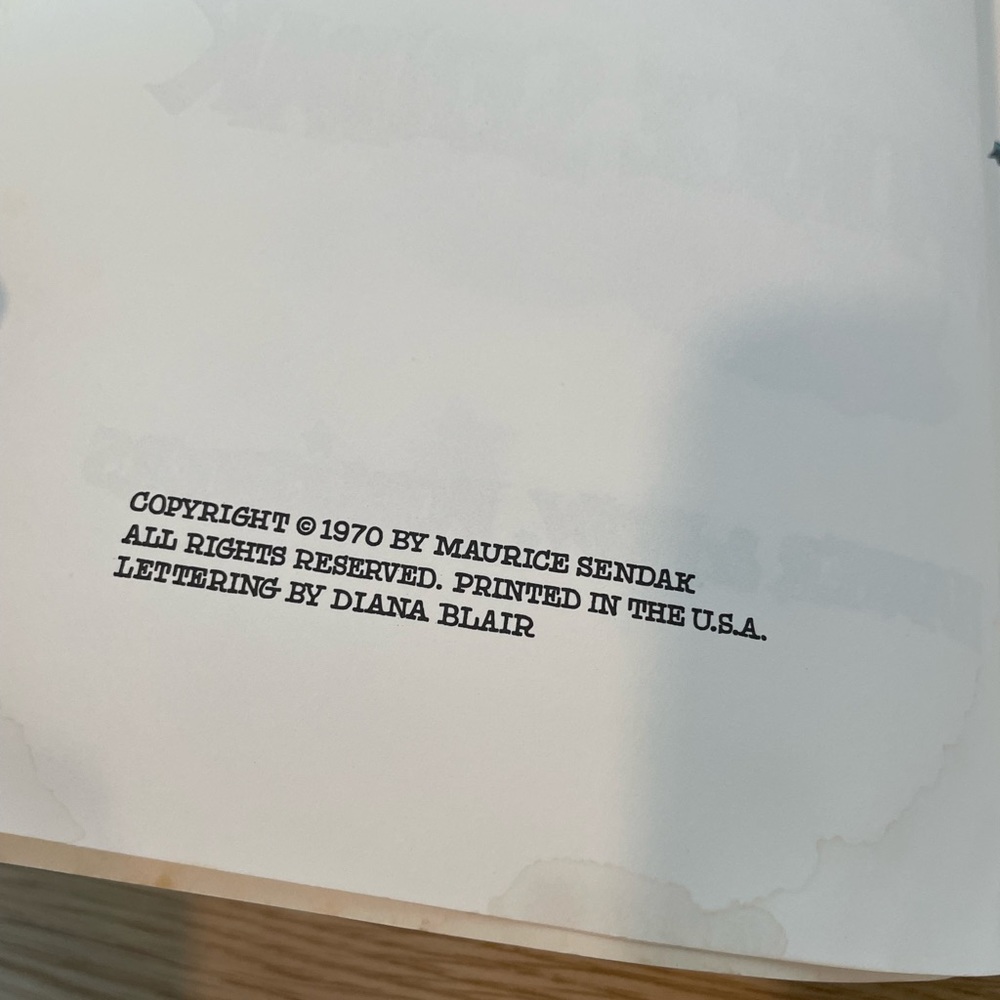 COPYRIGHT © 1970 BY MAURICE SENDAK
ALL RIGHTS RESERVED. PRINTED IN THE U.S.A.
LETTERING BY DIANA BLAIR